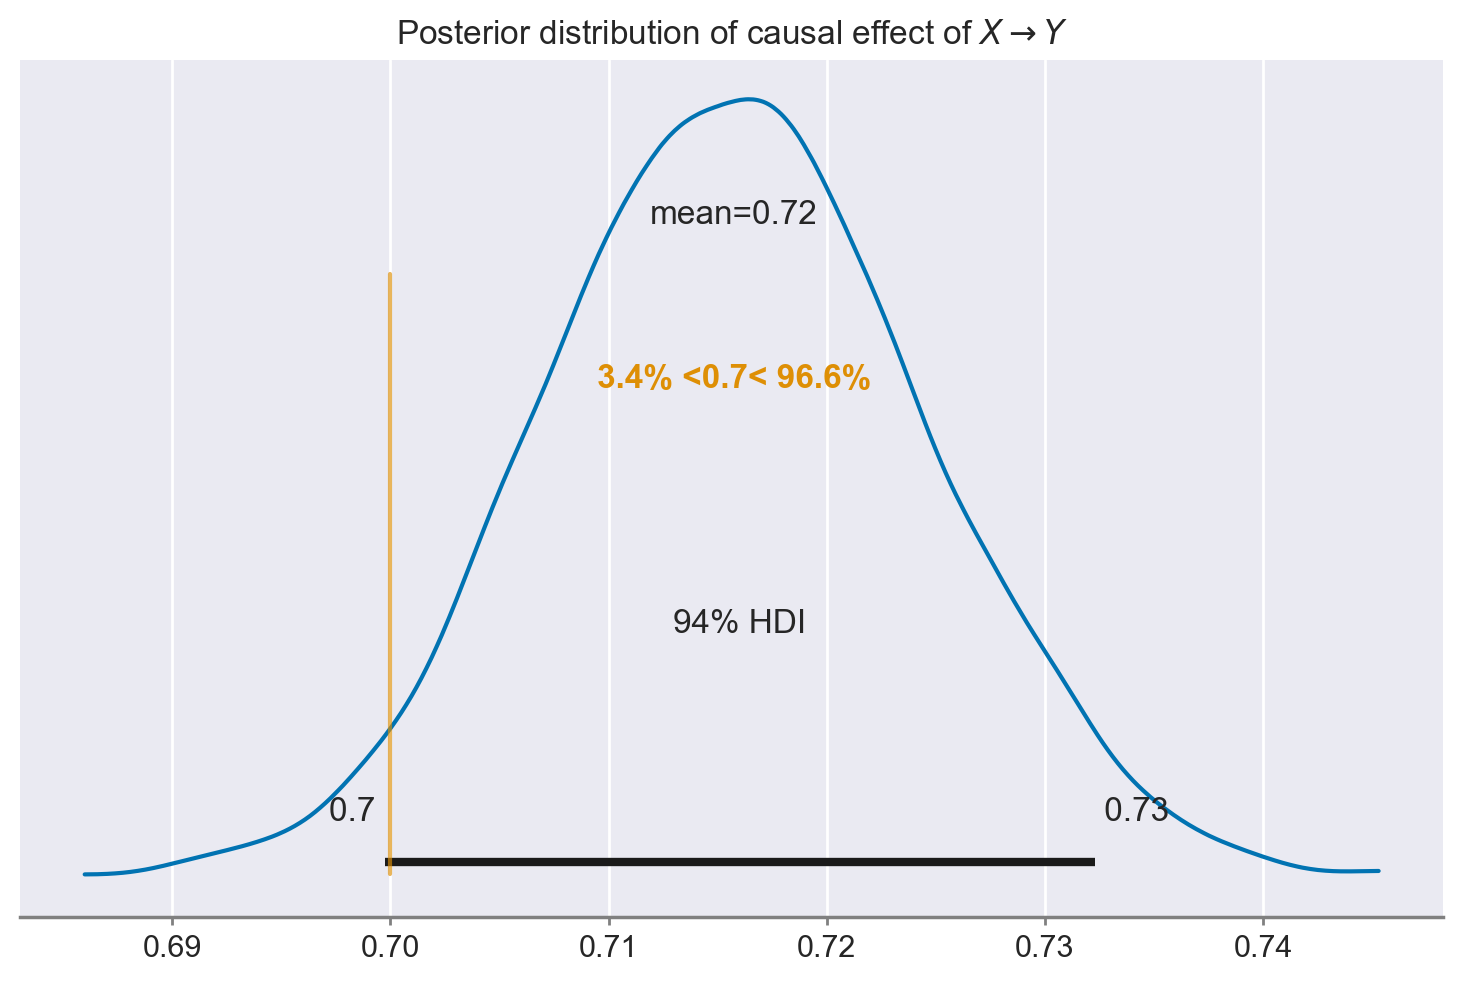 Posterior distribution of causal effect of X → Y
mean=0.72
3.4% <0.7< 96.6%
94% HDI
0.7 0.73
0.69 0.70 0.71 0.72 0.73 0.74